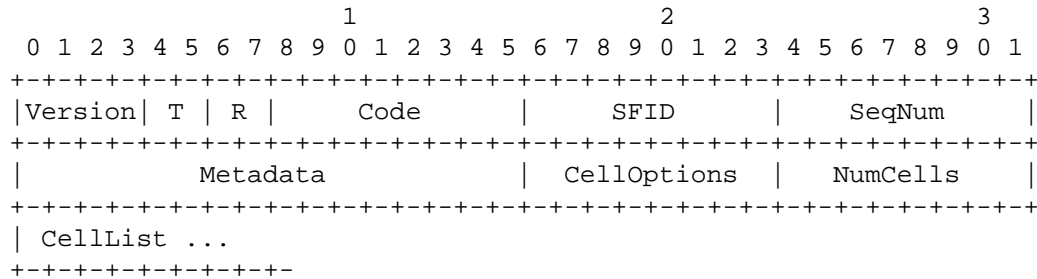 1                   2                   3
 0 1 2 3 4 5 6 7 8 9 0 1 2 3 4 5 6 7 8 9 0 1 2 3 4 5 6 7 8 9 0 1
+-+-+-+-+-+-+-+-+-+-+-+-+-+-+-+-+-+-+-+-+-+-+-+-+-+-+-+-+-+-+-+-+
|Version| T | R |     Code      |     SFID      |    SeqNum     |
+-+-+-+-+-+-+-+-+-+-+-+-+-+-+-+-+-+-+-+-+-+-+-+-+-+-+-+-+-+-+-+-+
|           Metadata            |  CellOptions  |   NumCells    |
+-+-+-+-+-+-+-+-+-+-+-+-+-+-+-+-+-+-+-+-+-+-+-+-+-+-+-+-+-+-+-+-+
| CellList ...
+-+-+-+-+-+-+-+-+-